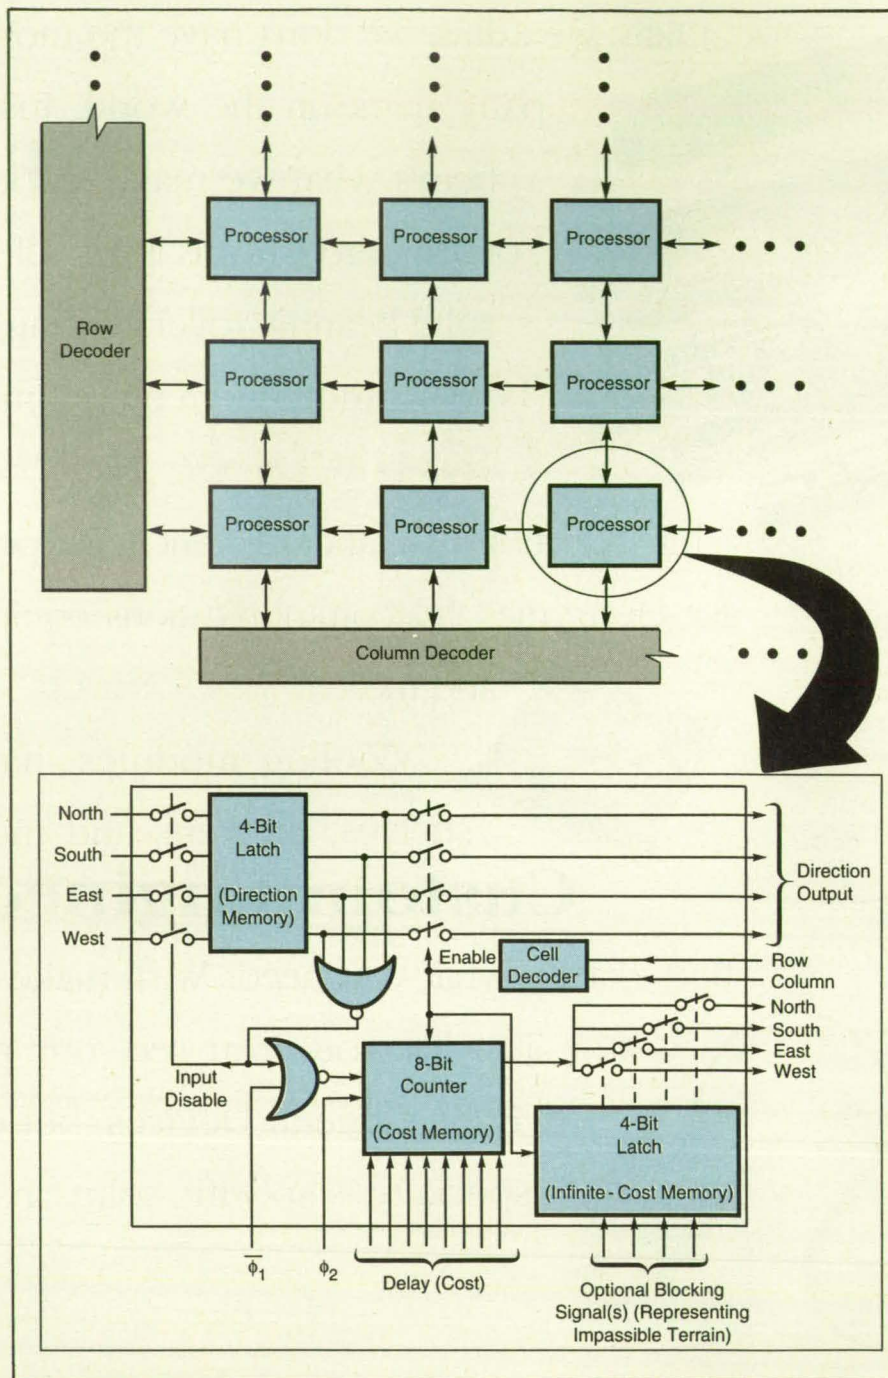 Processor
Processor
Processor
Row
Decoder
Processor
Processor
Processor
Processor
Processor
Processor
Column Decoder
North
South
East
West
4-Bit
Latch
(Direction
Memory)
Direction
Output
Enable
Cell
Decoder
Row
Column
North
South
East
West
Input
Disable
8-Bit
Counter
(Cost Memory)
4-Bit
Latch
(Infinite - Cost Memory)
ϕ̅₁
ϕ₂
Delay (Cost)
Optional Blocking
Signal(s) (Representing
Impassible Terrain)